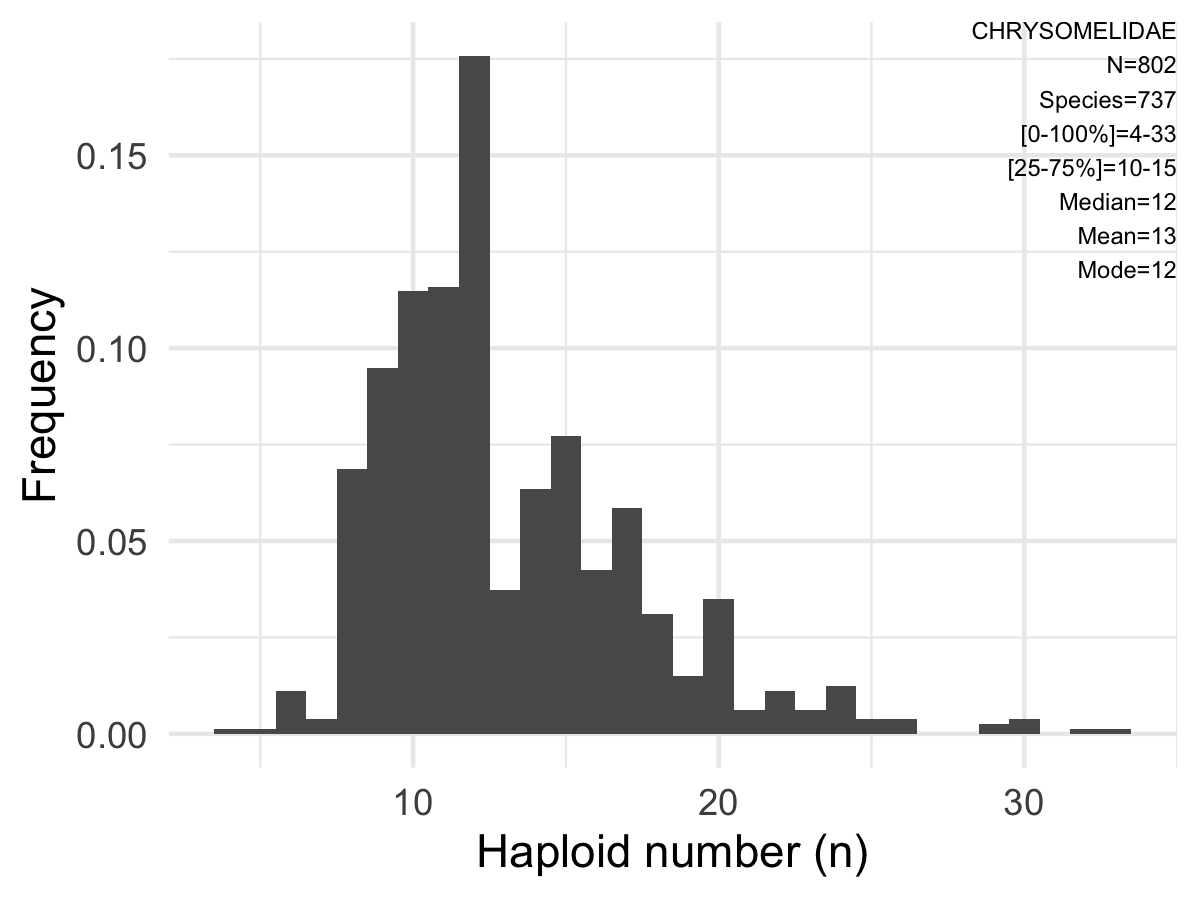 CHRYSOMELIDAE
N=802
Species=737
[0-100%]=4-33
[25-75%]=10-15
Median=12
Mean=13
Mode=12
Frequency
0.15
0.10
0.05
0.00
10 20 30
Haploid number (n)